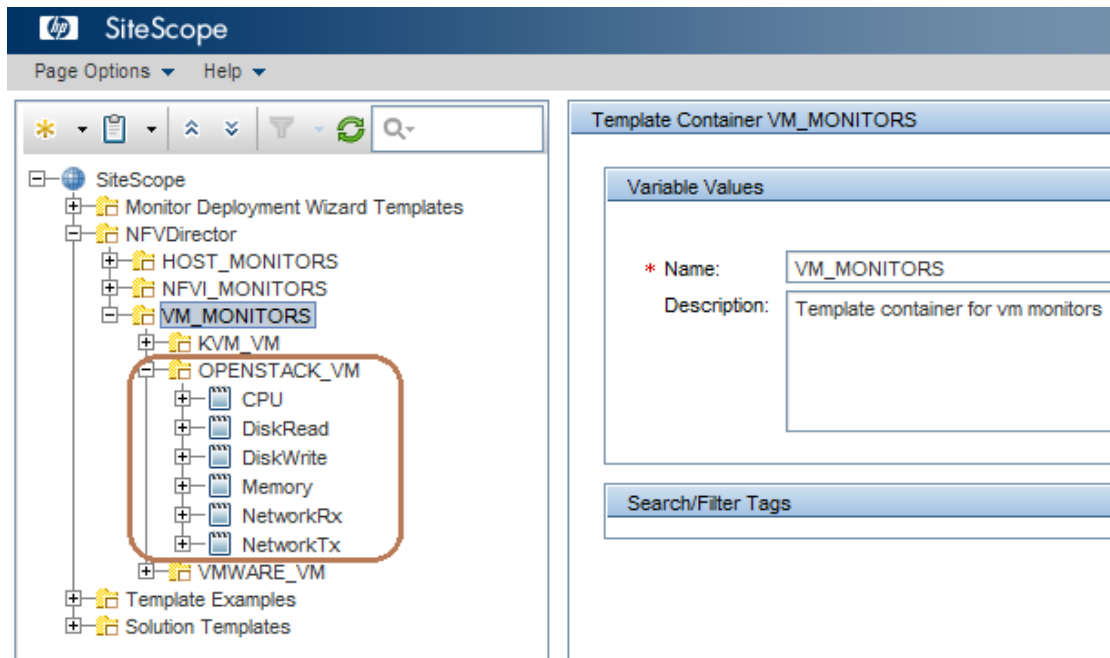 hp SiteScope
Page Options Help
Template Container VM_MONITORS
SiteScope
Monitor Deployment Wizard Templates
NFVDirector
HOST_MONITORS
NFVI_MONITORS
VM_MONITORS
KVM_VM
OPENSTACK_VM
CPU
DiskRead
DiskWrite
Memory
NetworkRx
NetworkTx
VMWARE_VM
Template Examples
Solution Templates
Variable Values
* Name: VM_MONITORS
Description: Template container for vm monitors
Search/Filter Tags